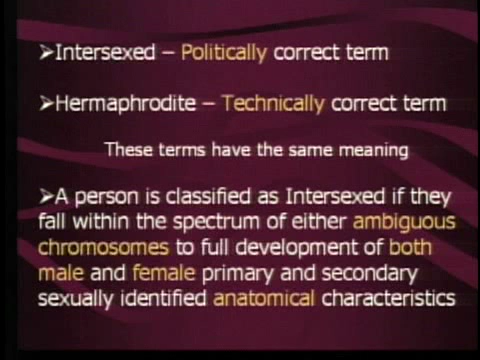 ➢Intersexed – Politically correct term
➢Hermaphrodite – Technically correct term
These terms have the same meaning
➢A person is classified as Intersexed if they
fall within the spectrum of either ambiguous
chromosomes to full development of both
male and female primary and secondary
sexually identified anatomical characteristics